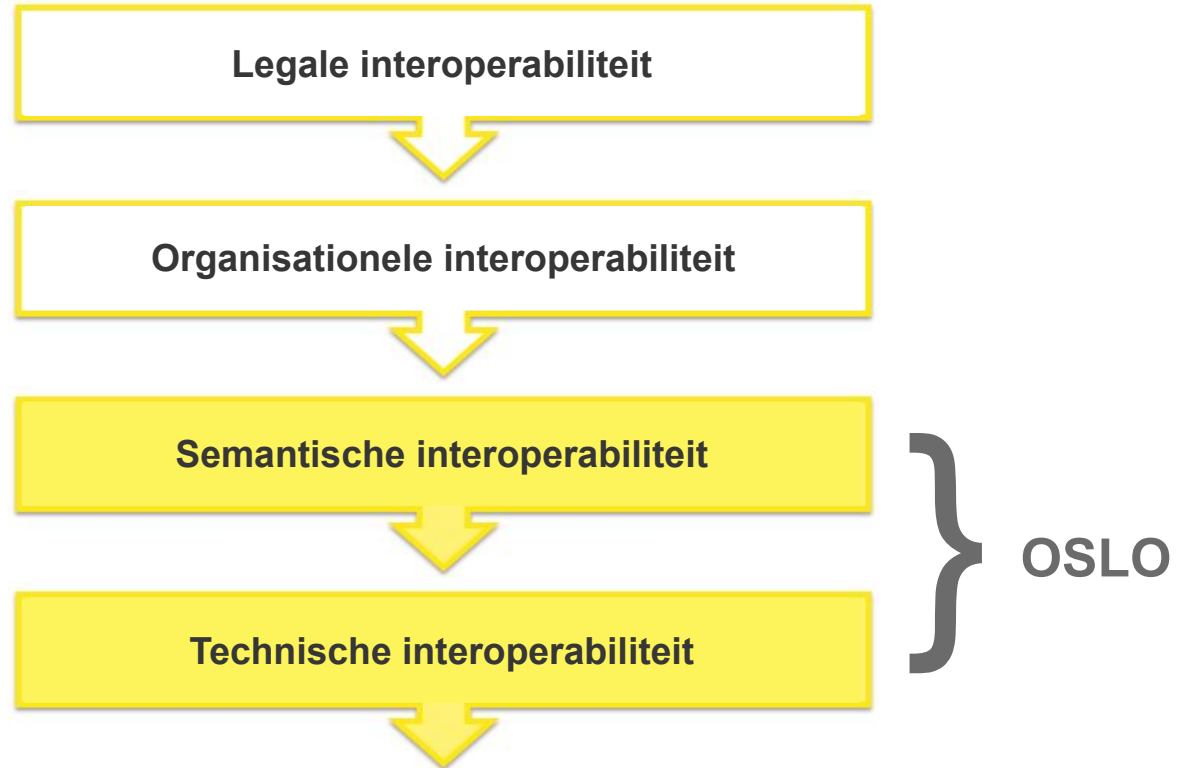 Legale interoperabiliteit
Organisationele interoperabiliteit
Semantische interoperabiliteit
Technische interoperabiliteit
} OSLO